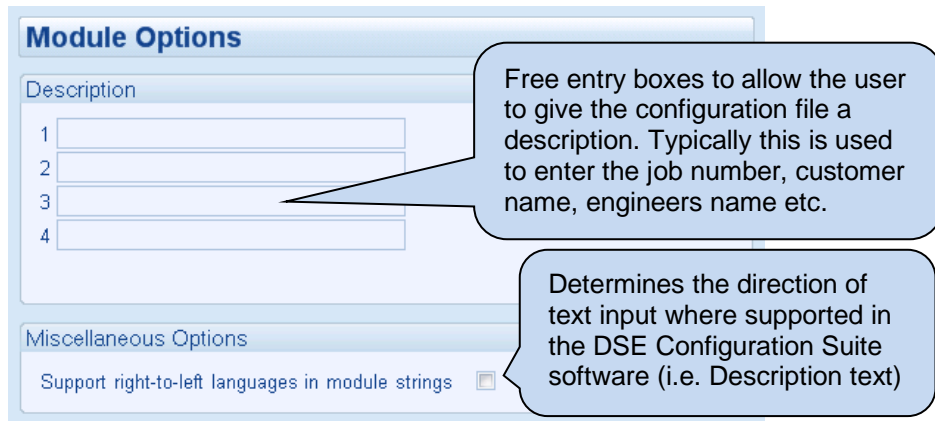 Module Options
Description
1
2
3
4
Free entry boxes to allow the user
to give the configuration file a
description. Typically this is used
to enter the job number, customer
name, engineers name etc.
Miscellaneous Options
Support right-to-left languages in module strings
Determines the direction of
text input where supported in
the DSE Configuration Suite
software (i.e. Description text)